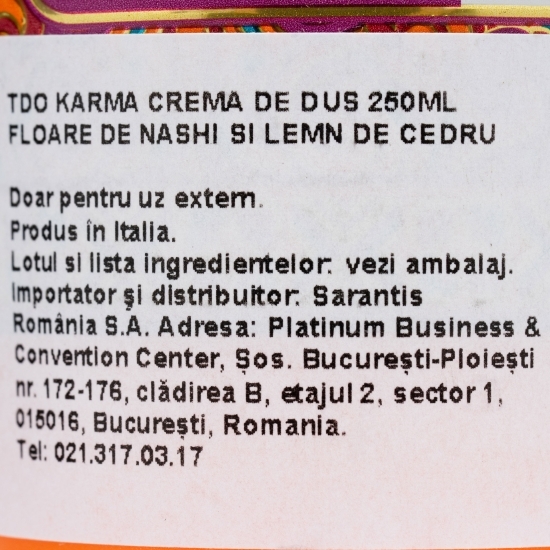 TDO KARMA CREMA DE DUS 250ML
FLOARE DE NASHI SI LEMN DE CEDRU
Doar pentru uz extern.
Produs în Italia.
Lotul si lista ingredientelor: vezi ambalaj.
Importator şi distribuitor: Sarantis
România S.A. Adresa: Platinum Business &
Convention Center, Șos. București-Ploiești
nr. 172-176, clădirea B, etajul 2, sector 1,
015016, București, Romania.
Tel: 021.317.03.17